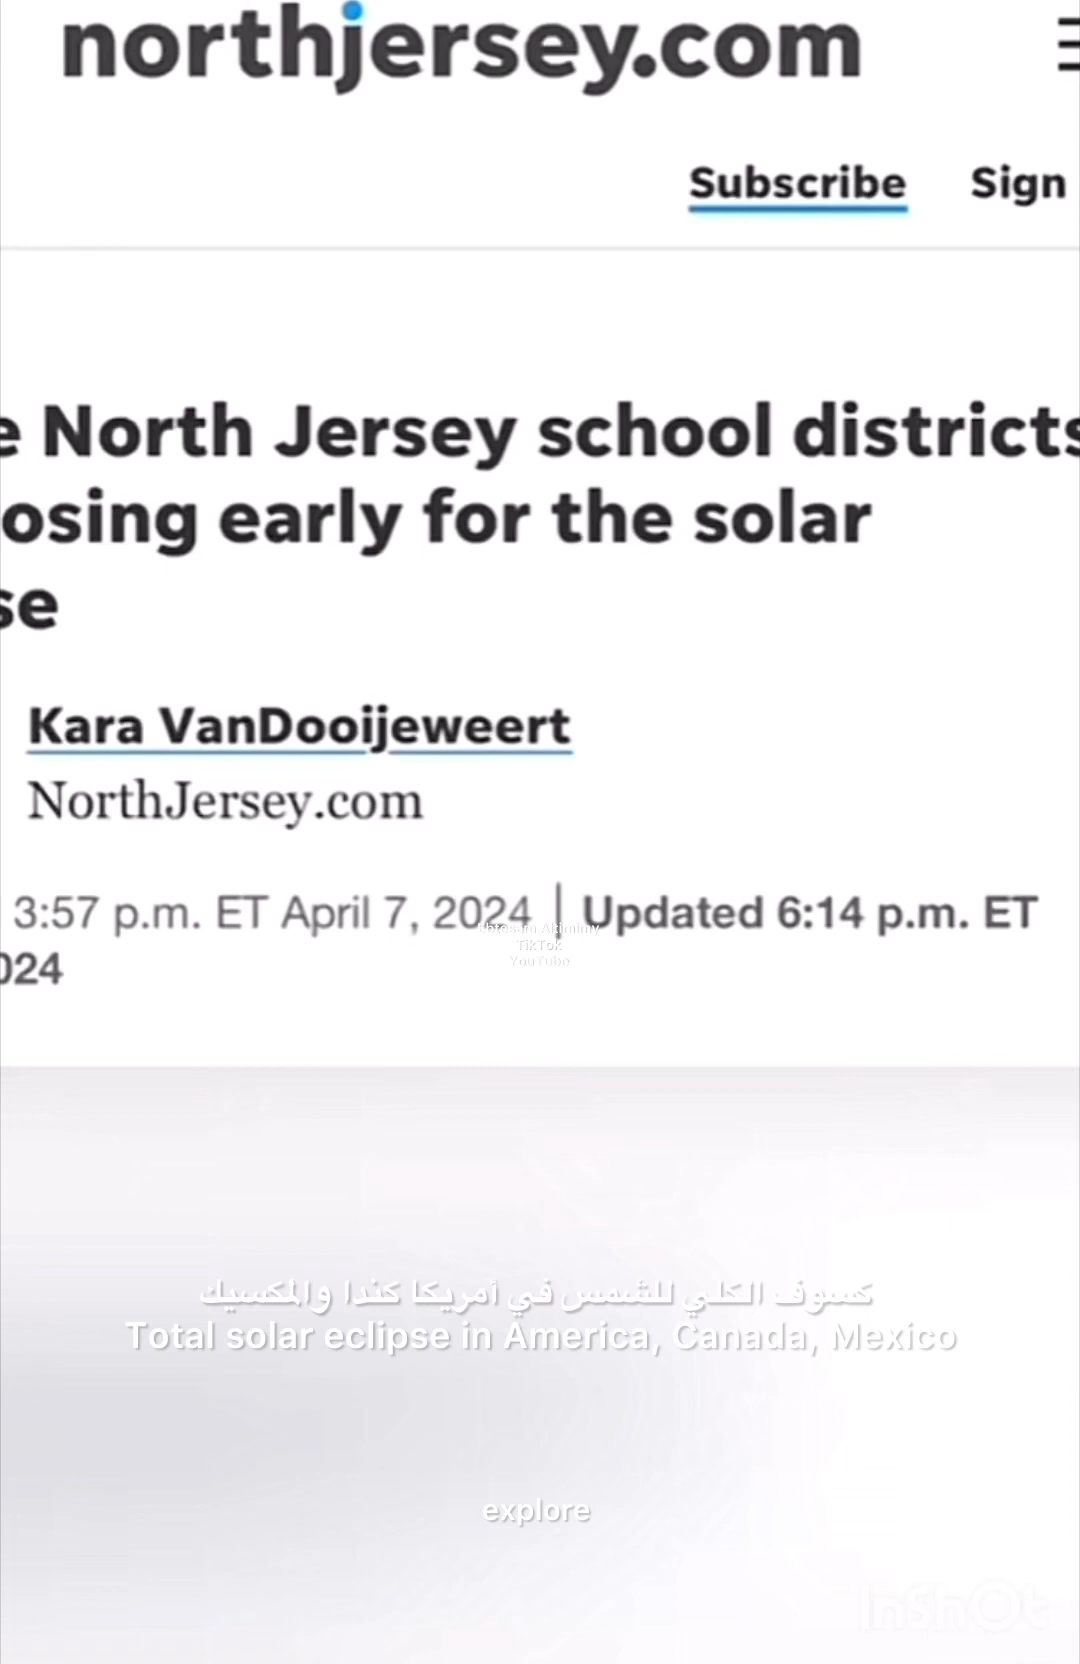 northjersey.com
Subscribe Sign
e North Jersey school districts
osing early for the solar
se
Kara VanDooijeweert
NorthJersey.com
3:57 p.m. ET April 7, 2024 | Updated 6:14 p.m. ET
024
Altimimy
TikTok
YouTube
كسوف الكلي للشمس في أمريكا كندا والمكسيك
Total solar eclipse in America, Canada, Mexico
explore
InShOt